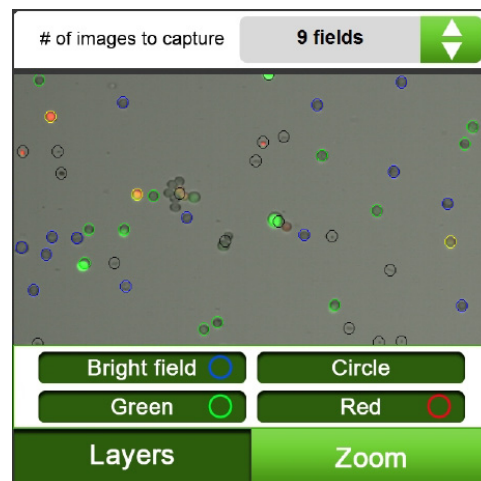 # of images to capture 9 fields
Bright field Circle
Green Red
Layers Zoom